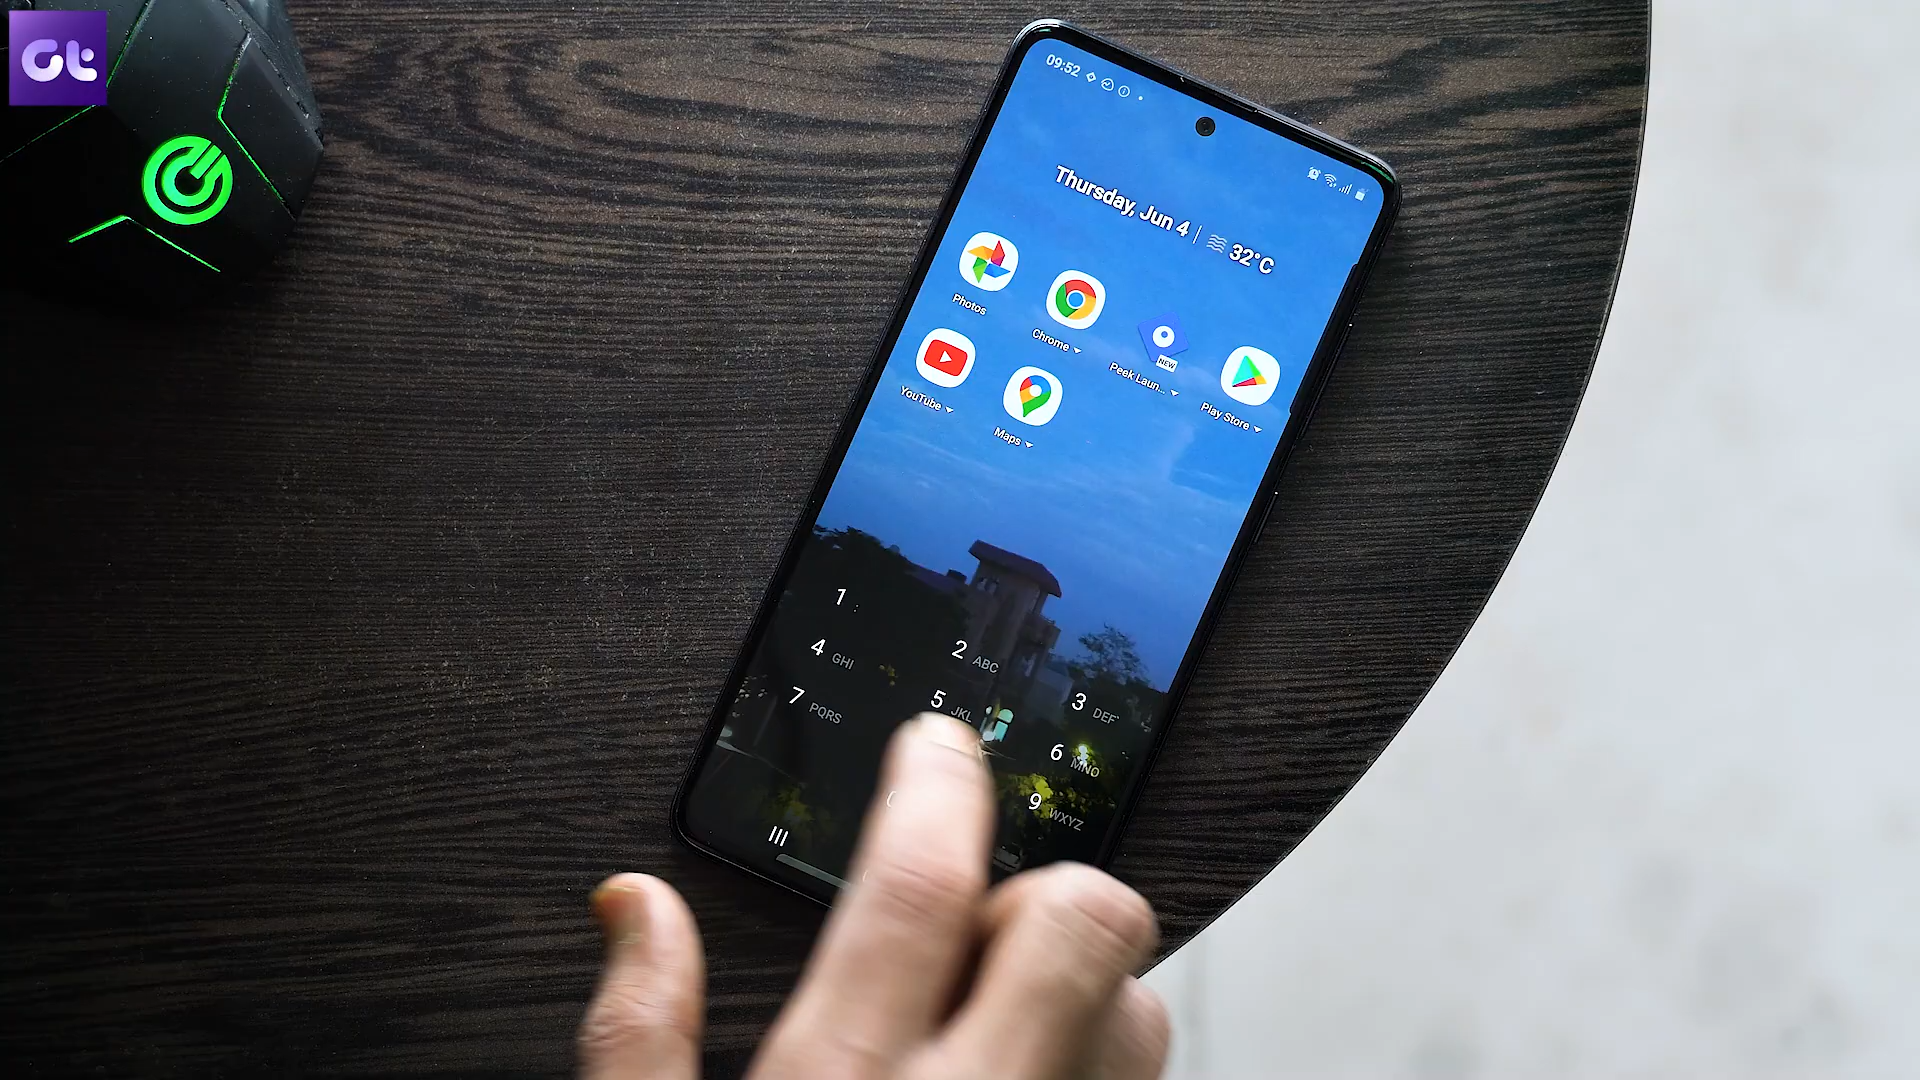 Gt
09:52
Thursday, Jun 4 | 32°C
Photos
Chrome
Peek Laun...
NEW
Play Store
YouTube
Maps
1
2 ABC
3 DEF
4 GHI
5 JKL
6 MNO
7 PQRS
9 WXYZ